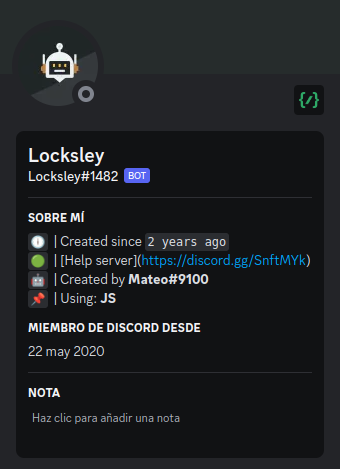 Locksley
Locksley#1482 BOT
SOBRE MÍ
| Created since 2 years ago
| [Help server](https://discord.gg/SnftMYk)
| Created by Mateo#9100
| Using: JS
MIEMBRO DE DISCORD DESDE
22 may 2020
NOTA
Haz clic para añadir una nota